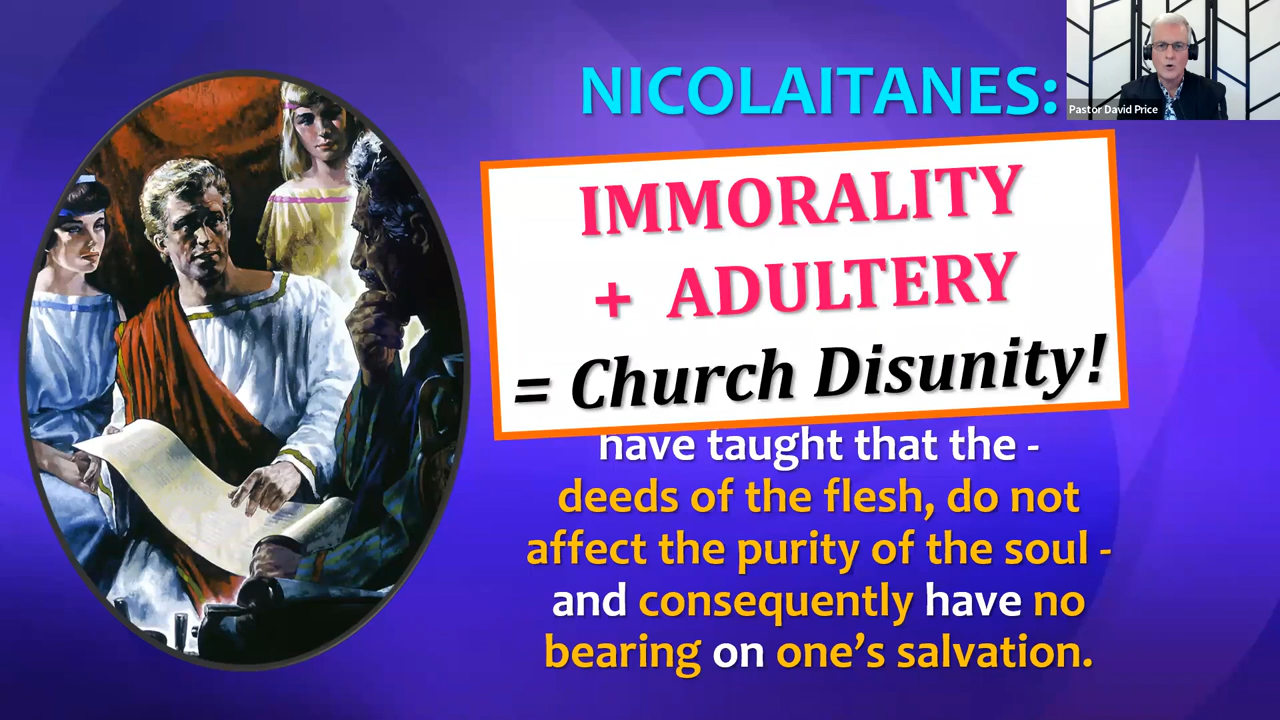 NICOLAITANES:
Pastor David Price
IMMORALITY
+ ADULTERY
= Church Disunity!
have taught that the -
deeds of the flesh, do not
affect the purity of the soul -
and consequently have no
bearing on one’s salvation.